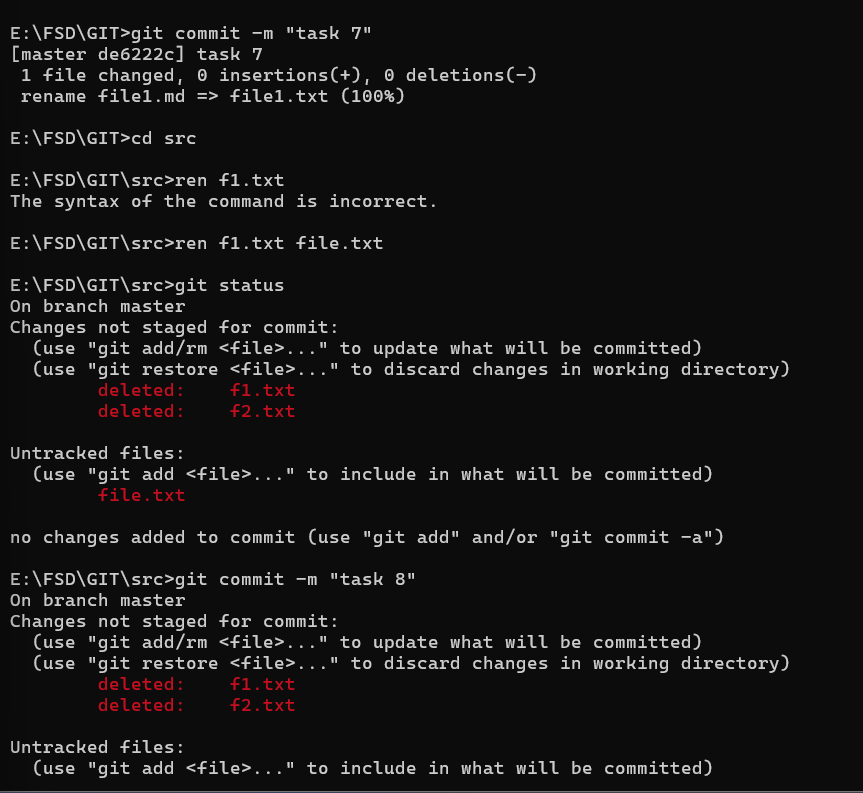 E:\FSD\GIT>git commit -m "task 7"
[master de6222c] task 7
 1 file changed, 0 insertions(+), 0 deletions(-)
 rename file1.md => file1.txt (100%)

E:\FSD\GIT>cd src

E:\FSD\GIT\src>ren f1.txt
The syntax of the command is incorrect.

E:\FSD\GIT\src>ren f1.txt file.txt

E:\FSD\GIT\src>git status
On branch master
Changes not staged for commit:
  (use "git add/rm <file>..." to update what will be committed)
  (use "git restore <file>..." to discard changes in working directory)
        deleted:    f1.txt
        deleted:    f2.txt

Untracked files:
  (use "git add <file>..." to include in what will be committed)
        file.txt

no changes added to commit (use "git add" and/or "git commit -a")

E:\FSD\GIT\src>git commit -m "task 8"
On branch master
Changes not staged for commit:
  (use "git add/rm <file>..." to update what will be committed)
  (use "git restore <file>..." to discard changes in working directory)
        deleted:    f1.txt
        deleted:    f2.txt

Untracked files:
  (use "git add <file>..." to include in what will be committed)